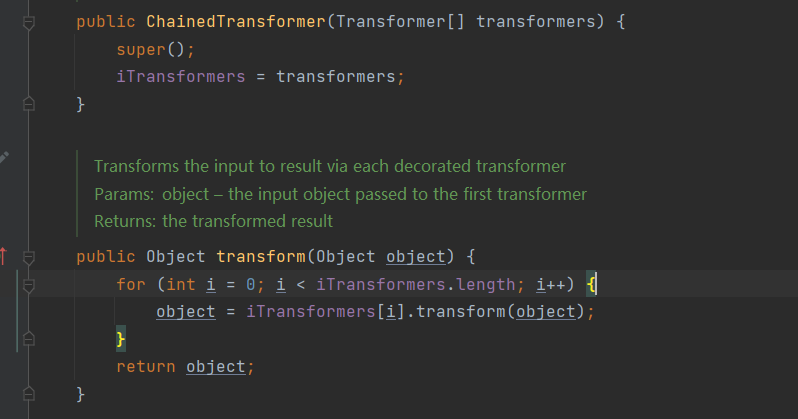 public ChainedTransformer(Transformer[] transformers) {
super();
iTransformers = transformers;
}
Transforms the input to result via each decorated transformer
Params: object – the input object passed to the first transformer
Returns: the transformed result
public Object transform(Object object) {
for (int i = 0; i < iTransformers.length; i++) {
object = iTransformers[i].transform(object);
}
return object;
}